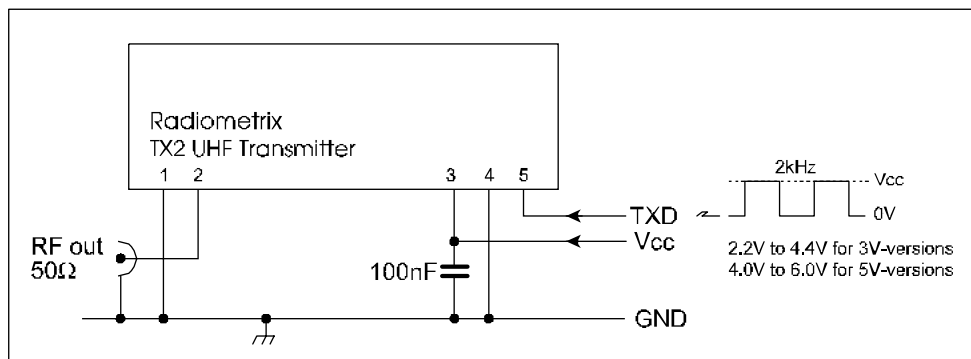 Radiometrix
TX2 UHF Transmitter
1 2 3 4 5
2kHz
Vcc
0V
TXD
Vcc
2.2V to 4.4V for 3V-versions
4.0V to 6.0V for 5V-versions
RF out
50Ω
100nF
GND